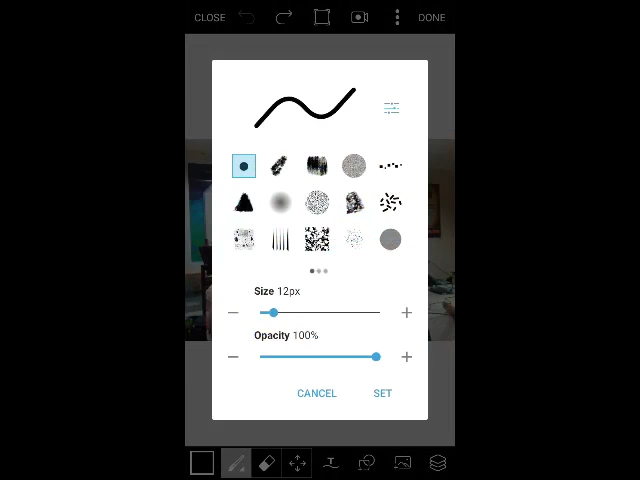 CLOSE DONE
Size 12px
Opacity 100%
CANCEL SET
T